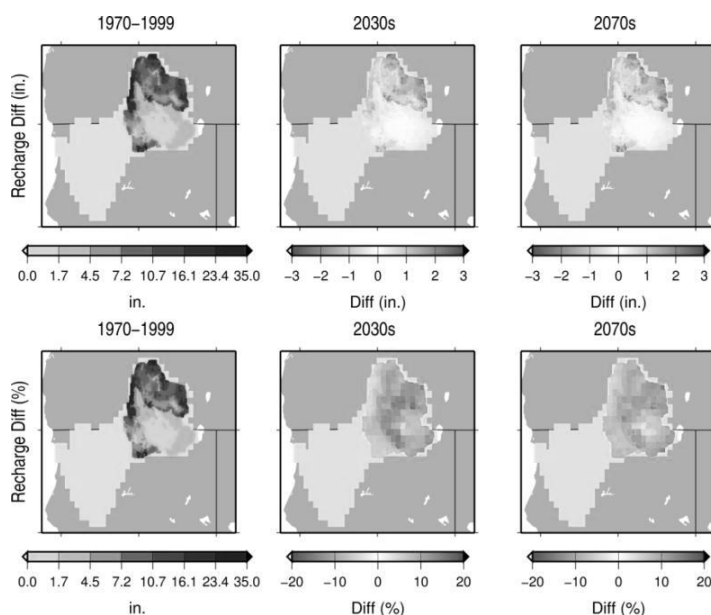 1970−1999 2030s 2070s
Recharge Diff (in.)
0.0 1.7 4.5 7.2 10.7 16.1 23.4 35.0
in.
−3 −2 −1 0 1 2 3
Diff (in.)
−3 −2 −1 0 1 2 3
Diff (in.)
1970−1999 2030s 2070s
Recharge Diff (%)
0.0 1.7 4.5 7.2 10.7 16.1 23.4 35.0
in.
−20 −10 0 10 20
Diff (%)
−20 −10 0 10 20
Diff (%)